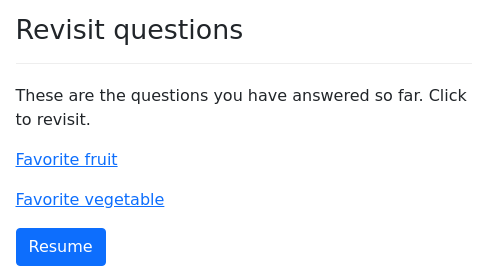 Revisit questions
These are the questions you have answered so far. Click
to revisit.
Favorite fruit
Favorite vegetable
Resume